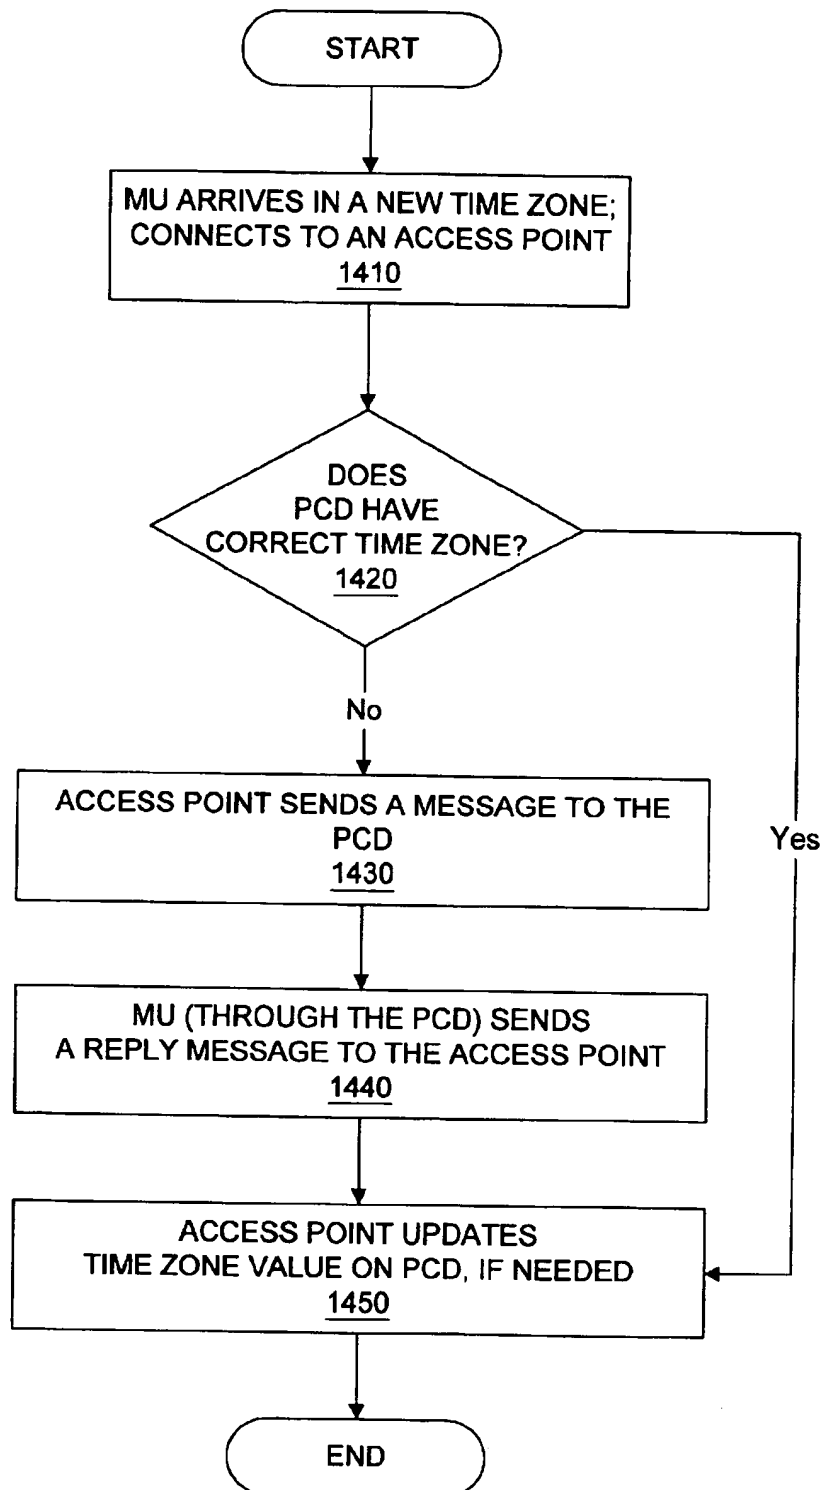 START
MU ARRIVES IN A NEW TIME ZONE;
CONNECTS TO AN ACCESS POINT
1410
DOES
PCD HAVE
CORRECT TIME ZONE?
1420
No
Yes
ACCESS POINT SENDS A MESSAGE TO THE
PCD
1430
MU (THROUGH THE PCD) SENDS
A REPLY MESSAGE TO THE ACCESS POINT
1440
ACCESS POINT UPDATES
TIME ZONE VALUE ON PCD, IF NEEDED
1450
END